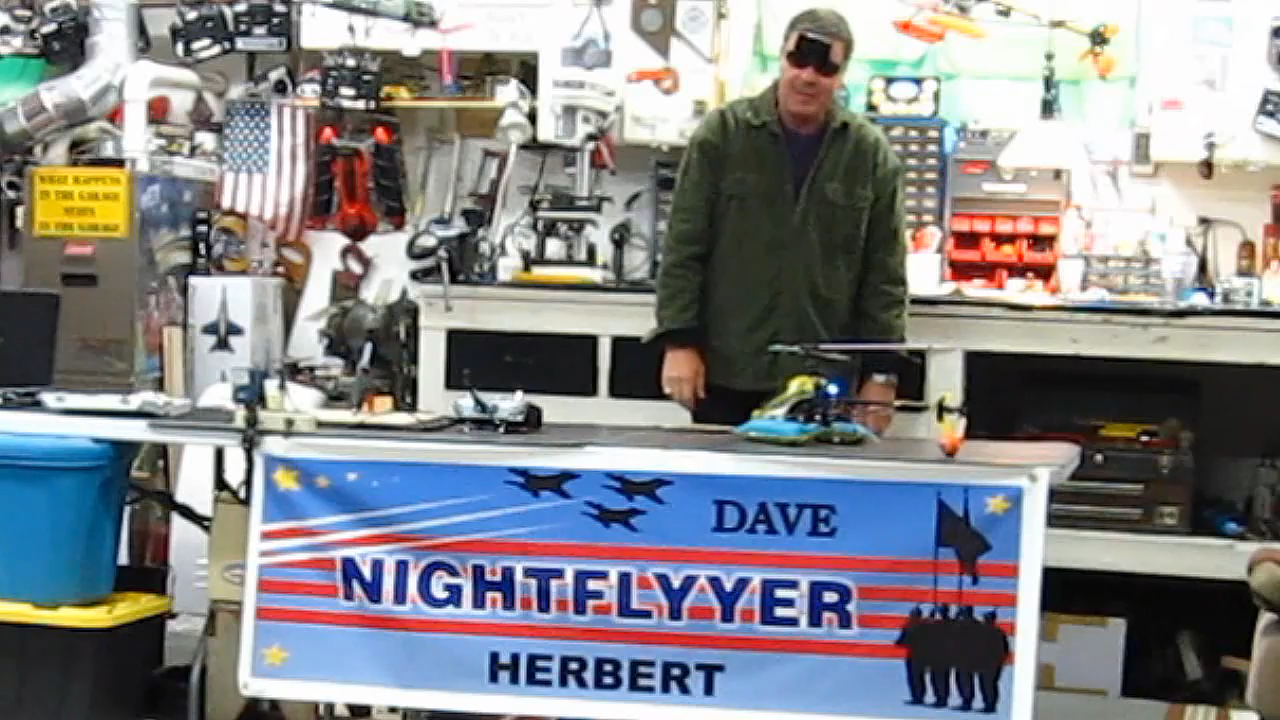 WHAT HAPPENS
IN THE GARAGE
STAYS
IN THE GARAGE
DAVE
NIGHTFLYYER
HERBERT